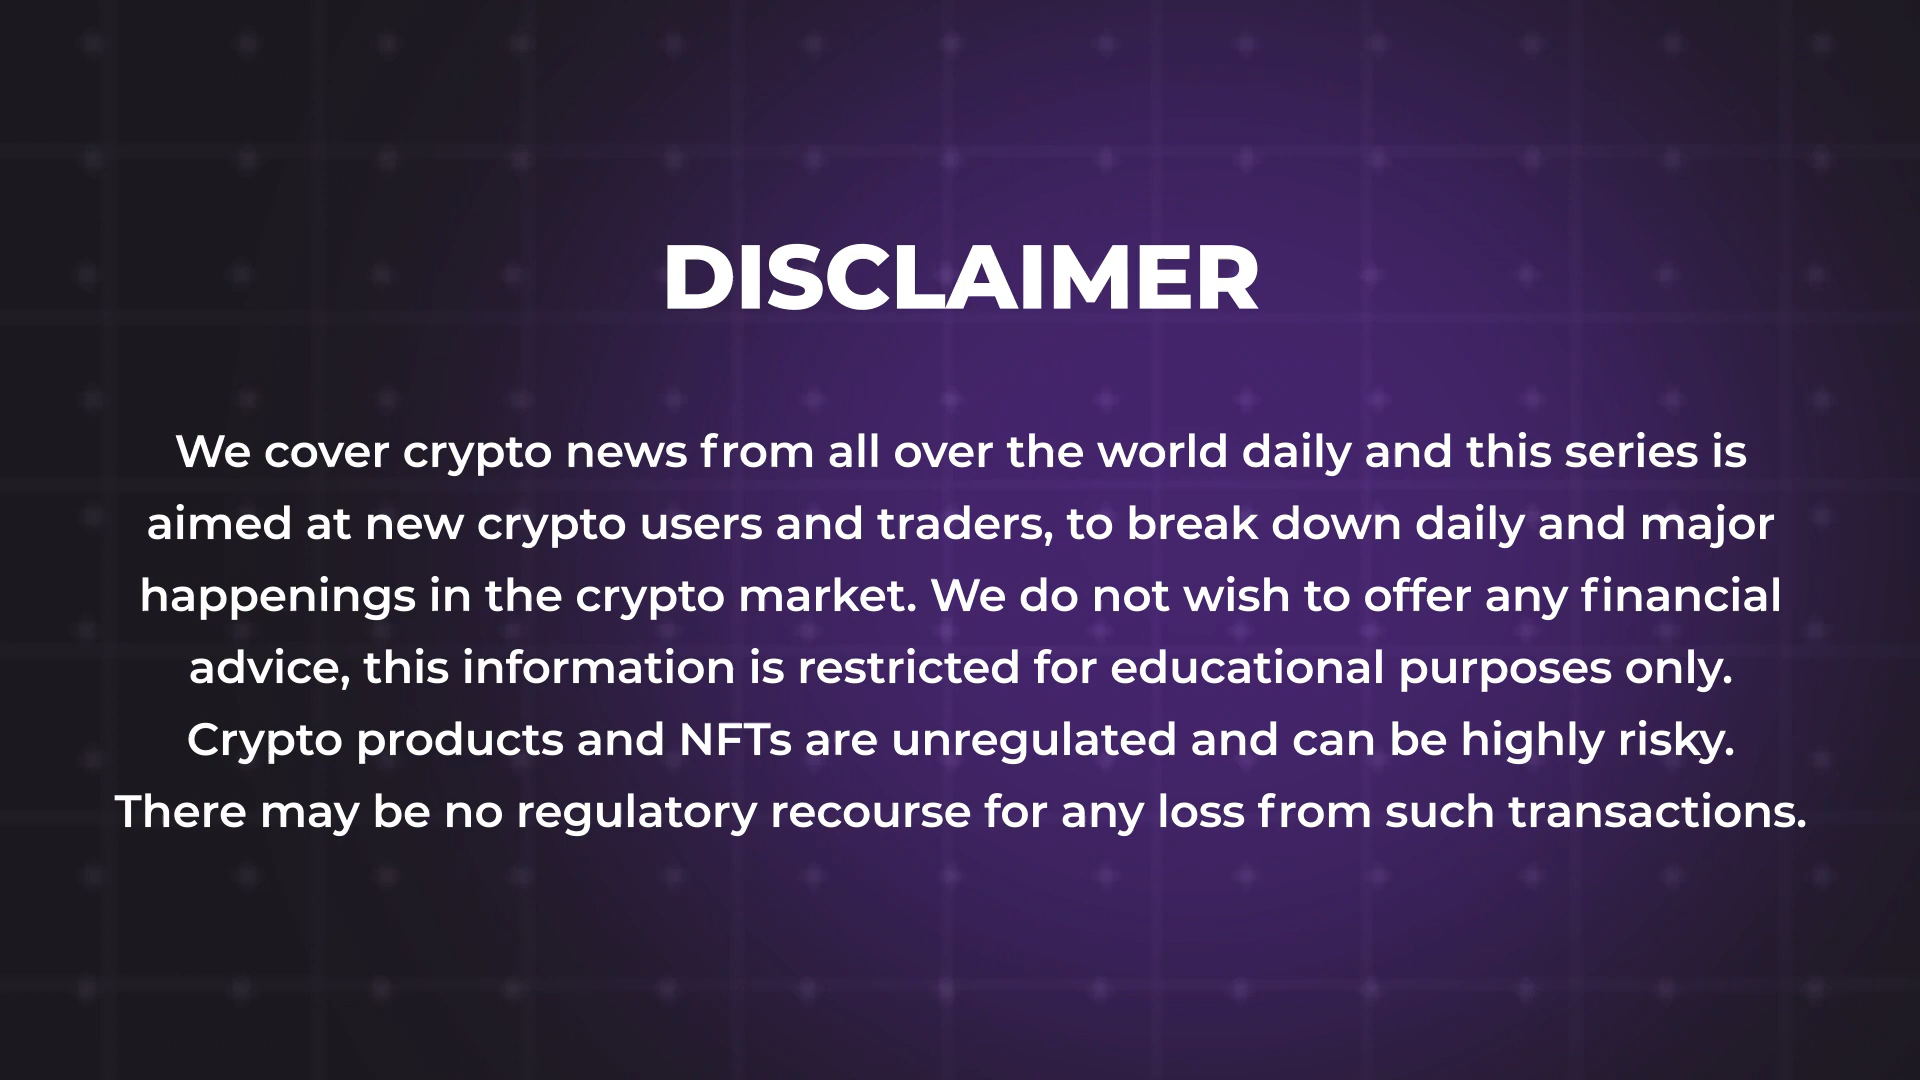 DISCLAIMER
We cover crypto news from all over the world daily and this series is
aimed at new crypto users and traders, to break down daily and major
happenings in the crypto market. We do not wish to offer any financial
advice, this information is restricted for educational purposes only.
Crypto products and NFTs are unregulated and can be highly risky.
There may be no regulatory recourse for any loss from such transactions.